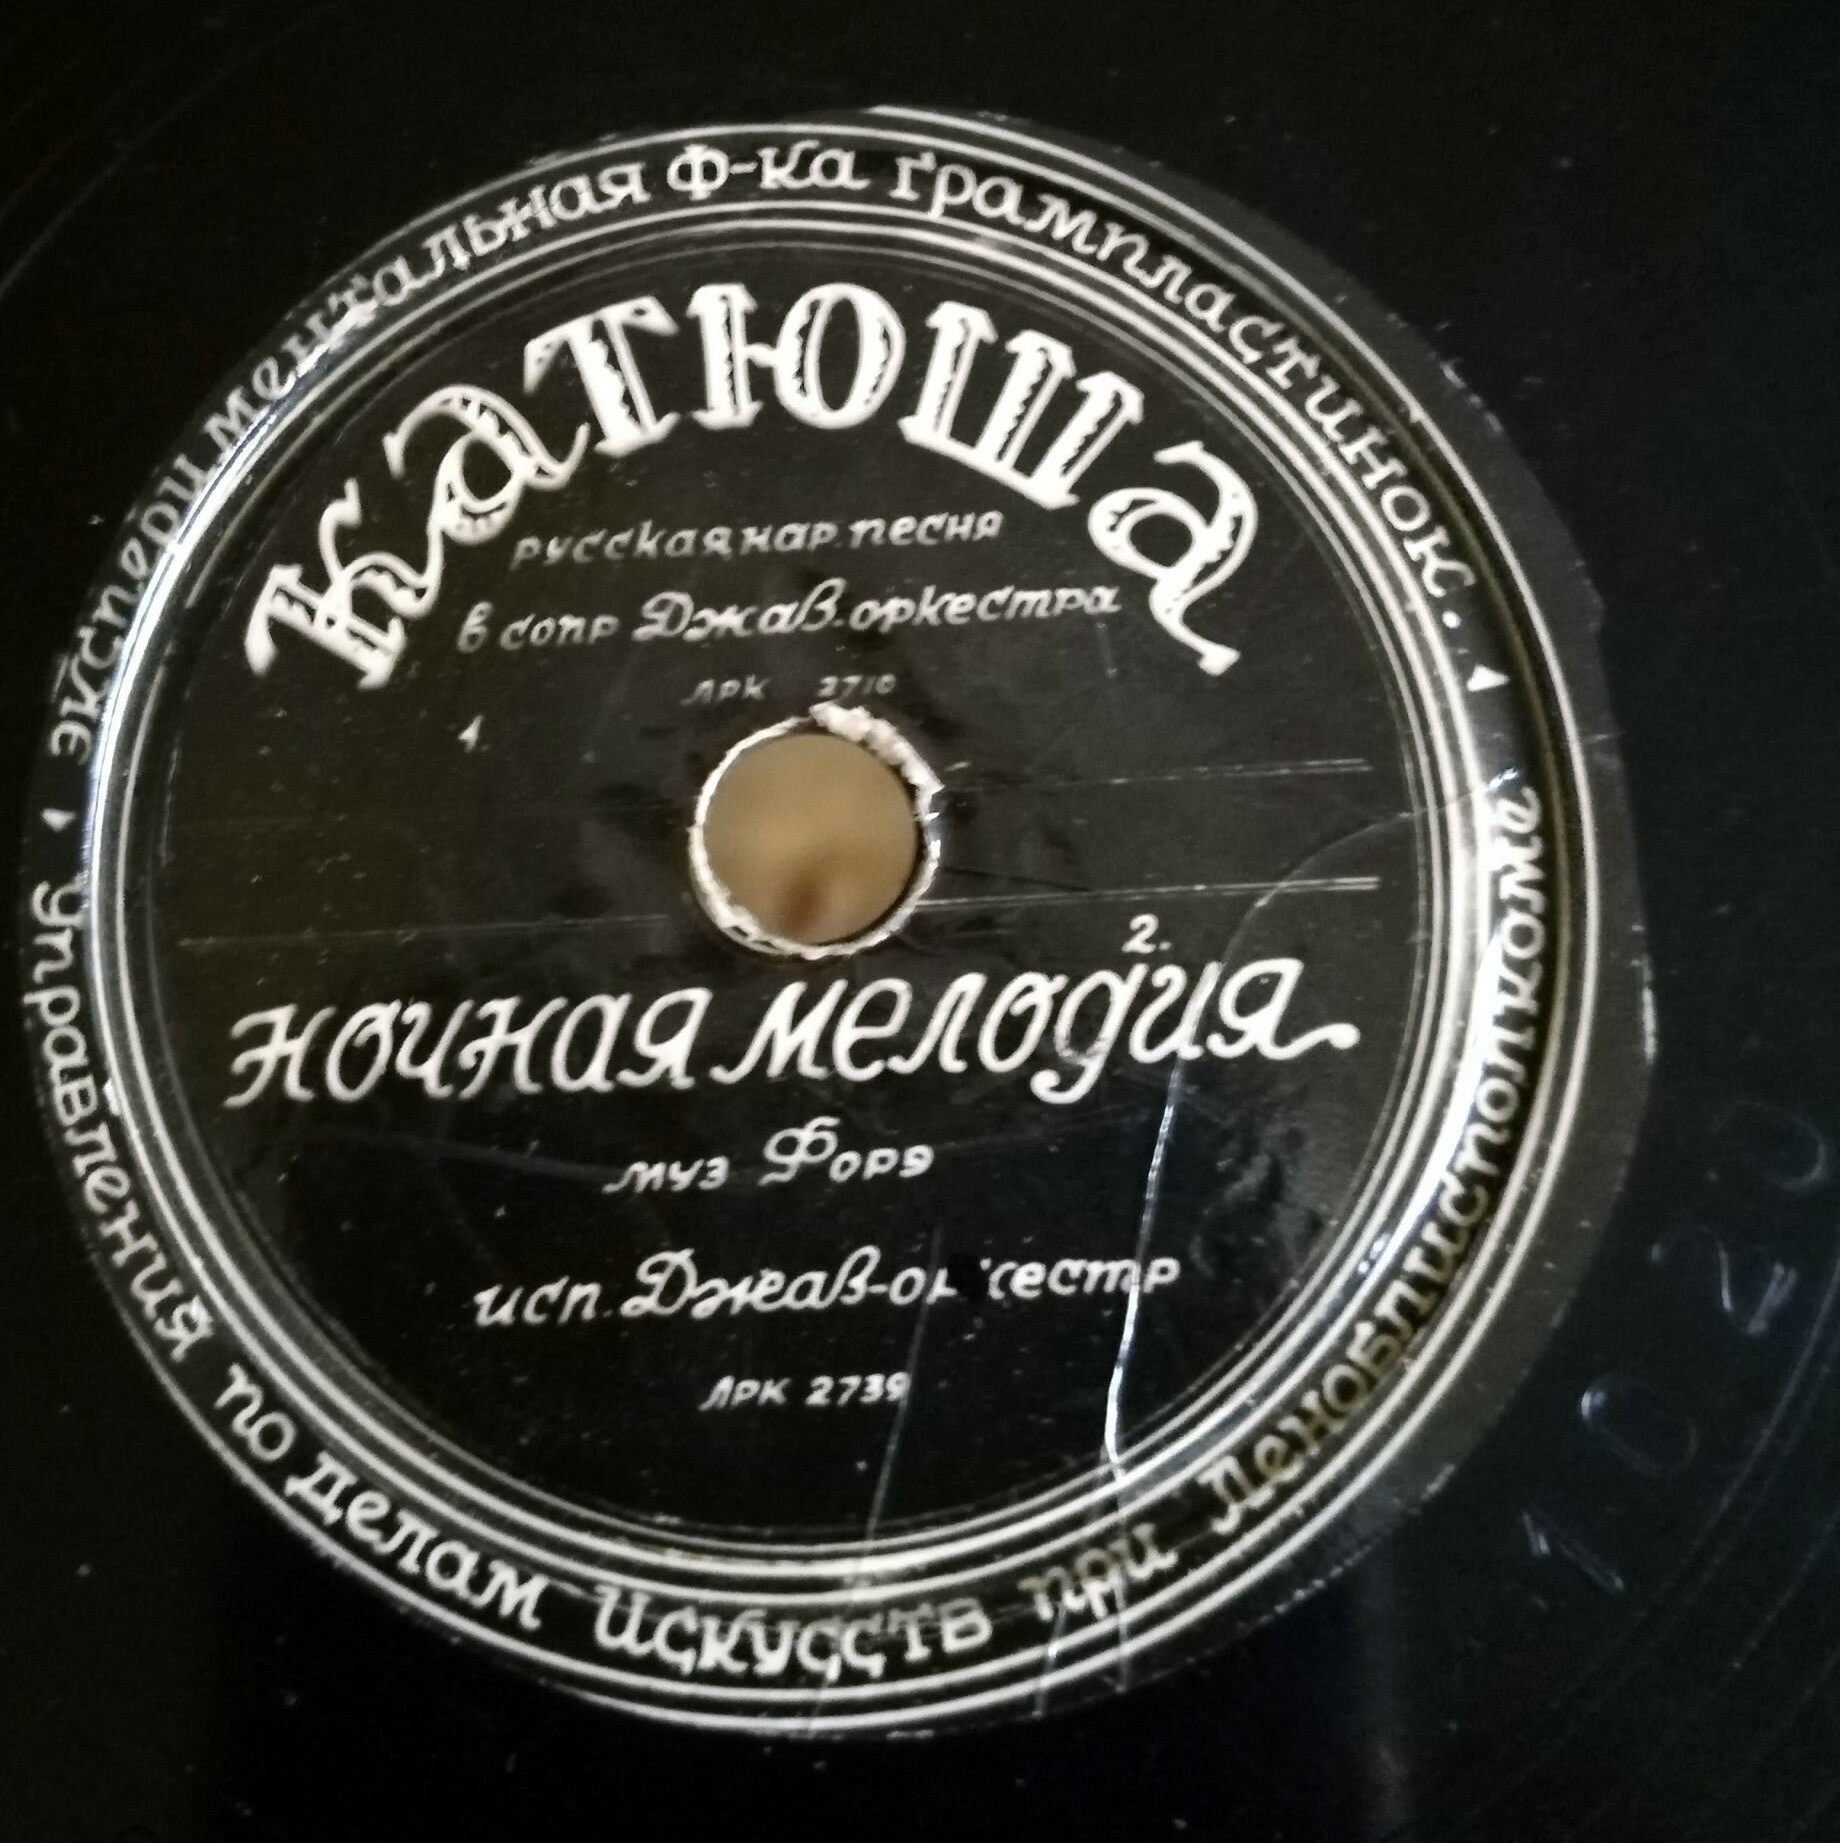 Экспериментальная ф-ка грампластинок.
Катюша
русская нар. песня
в сопр Джаз-оркестра
ЛРК 2710
1.
2.
Ночная мелодия
муз Форэ
исп. Джаз-оркестр
ЛРК 2739
управления по делам искусств при Леноблисполкоме